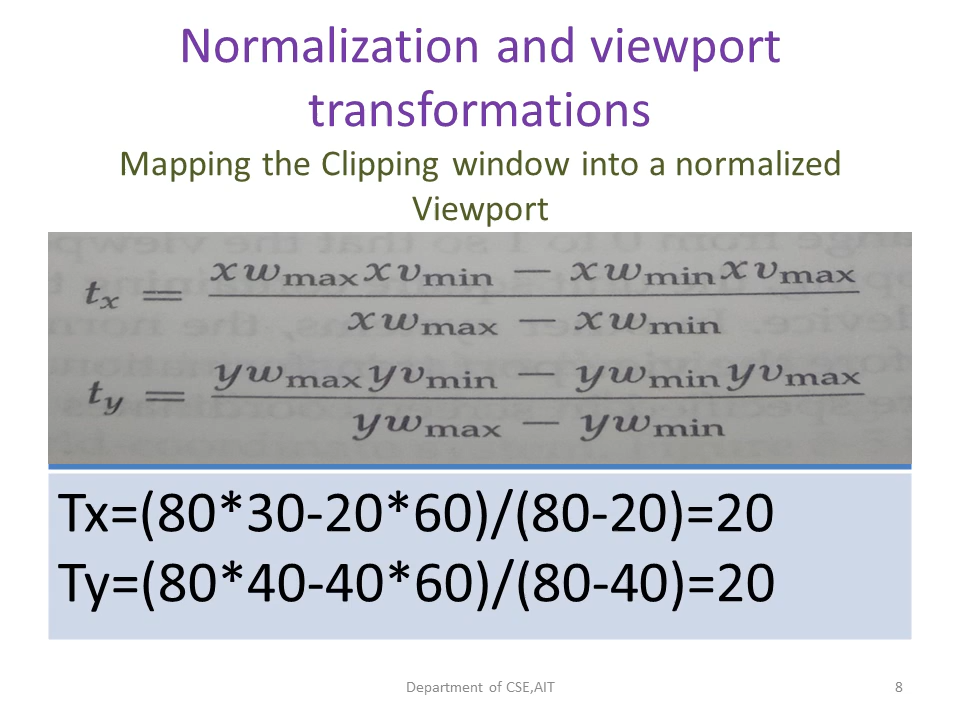 Normalization and viewport
transformations
Mapping the Clipping window into a normalized
Viewport
t_x = (xw_max xv_min − xw_min xv_max) / (xw_max − xw_min)
t_y = (yw_max yv_min − yw_min yv_max) / (yw_max − yw_min)
Tx=(80*30-20*60)/(80-20)=20
Ty=(80*40-40*60)/(80-40)=20
Department of CSE,AIT
8